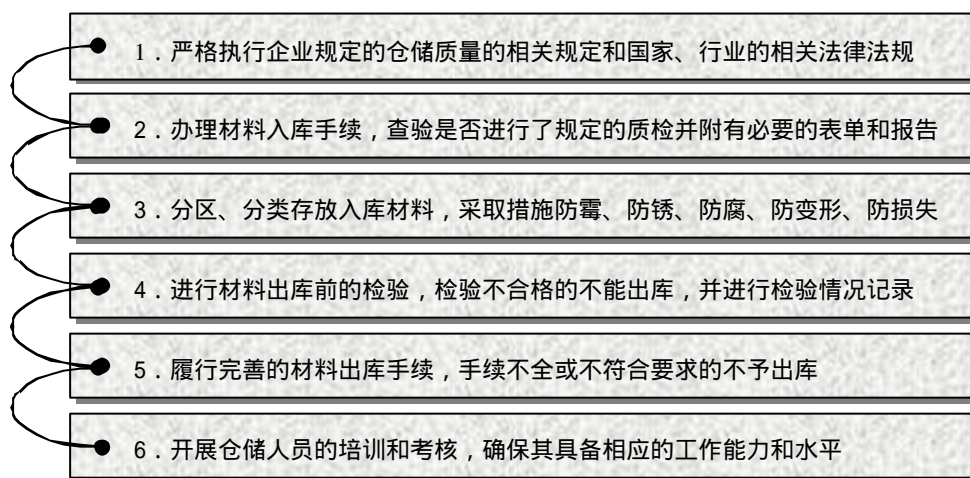 1．严格执行企业规定的仓储质量的相关规定和国家、行业的相关法律法规
2．办理材料入库手续，查验是否进行了规定的质检并附有必要的表单和报告
3．分区、分类存放入库材料，采取措施防霉、防锈、防腐、防变形、防损失
4．进行材料出库前的检验，检验不合格的不能出库，并进行检验情况记录
5．履行完善的材料出库手续，手续不全或不符合要求的不予出库
6．开展仓储人员的培训和考核，确保其具备相应的工作能力和水平